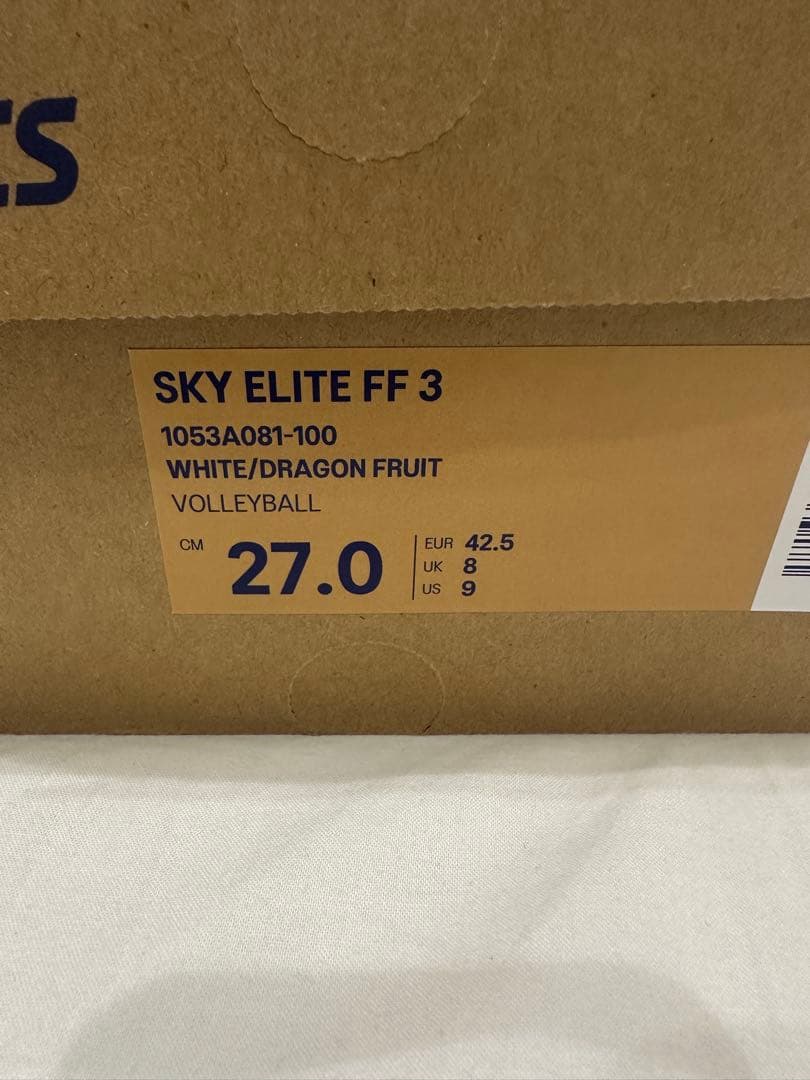 SKY ELITE FF 3
1053A081-100
WHITE/DRAGON FRUIT
VOLLEYBALL
CM 27.0
EUR 42.5
UK 8
US 9